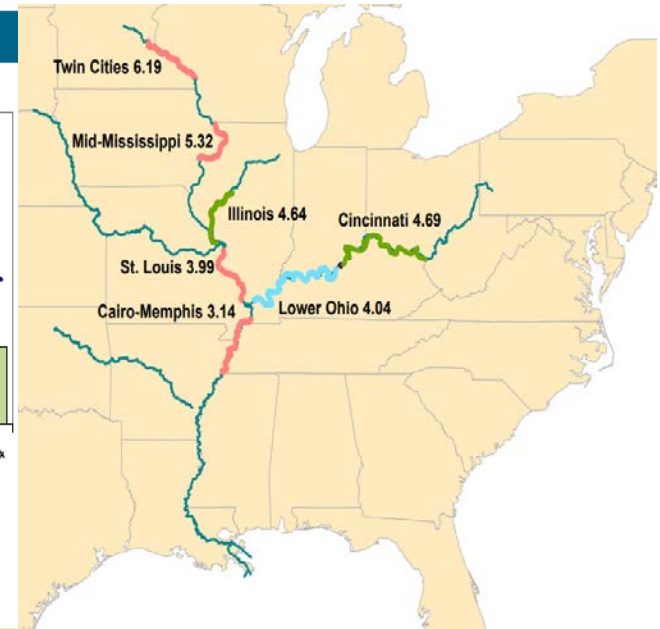 Twin Cities 6.19
Mid-Mississippi 5.32
Illinois 4.64
Cincinnati 4.69
St. Louis 3.99
Cairo-Memphis 3.14
Lower Ohio 4.04